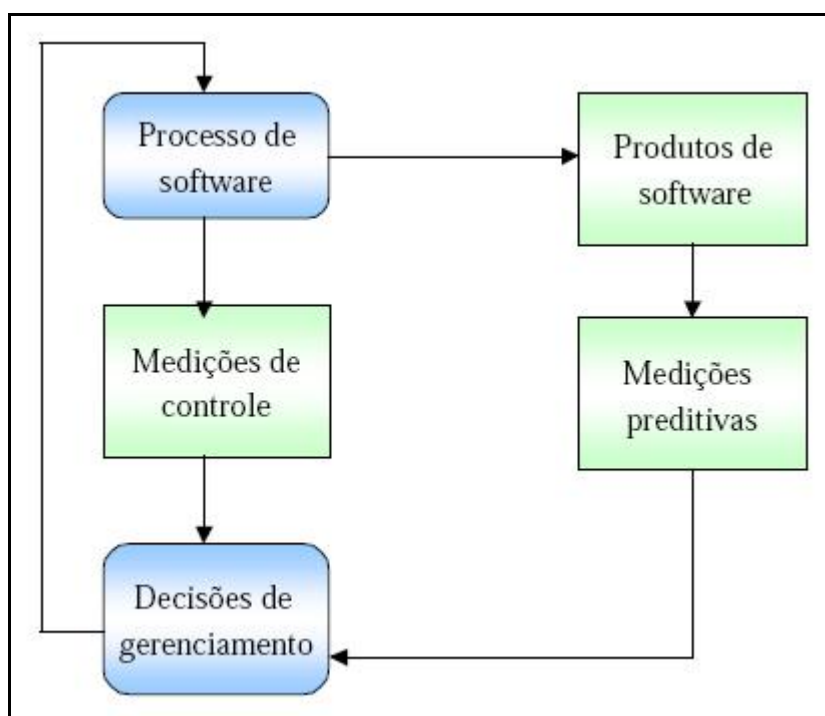 Processo de
software
Produtos de
software
Medições de
controle
Medições
preditivas
Decisões de
gerenciamento